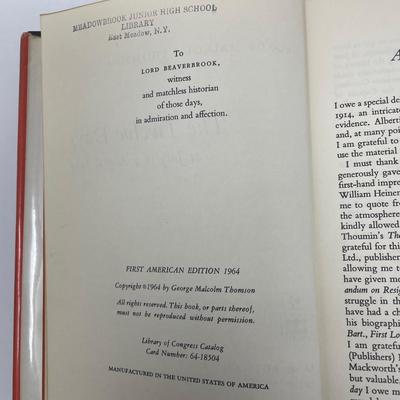 MEADOWBROOK JUNIOR HIGH SCHOOL
LIBRARY
East Meadow, N.Y.
To
LORD BEAVERBROOK,
witness
and matchless historian
of those days,
in admiration and affection.
FIRST AMERICAN EDITION 1964
Copyright © 1964 by George Malcolm Thomson
All rights reserved. This book, or parts thereof,
must not be reproduced without permission.
Library of Congress Catalog
Card Number: 64-18504
MANUFACTURED IN THE UNITED STATES OF AMERICA
A
I owe a special de
1914, an intricat
evidence. Albert
and, at many poi
I am grateful to
use the material
I must thank
generously gave
first-hand impre
William Heiner
me to quote from
the atmosphere
kindly allowed
Thoumin's The
grateful for this
Ltd., publisher
allowing me to
have given me
andum on Resig
struggle in the
have had a ch
his biographi
Bart., First Lo
I am gratefu
(Publishers)
Mackworth's
but valuable.
day I owe m